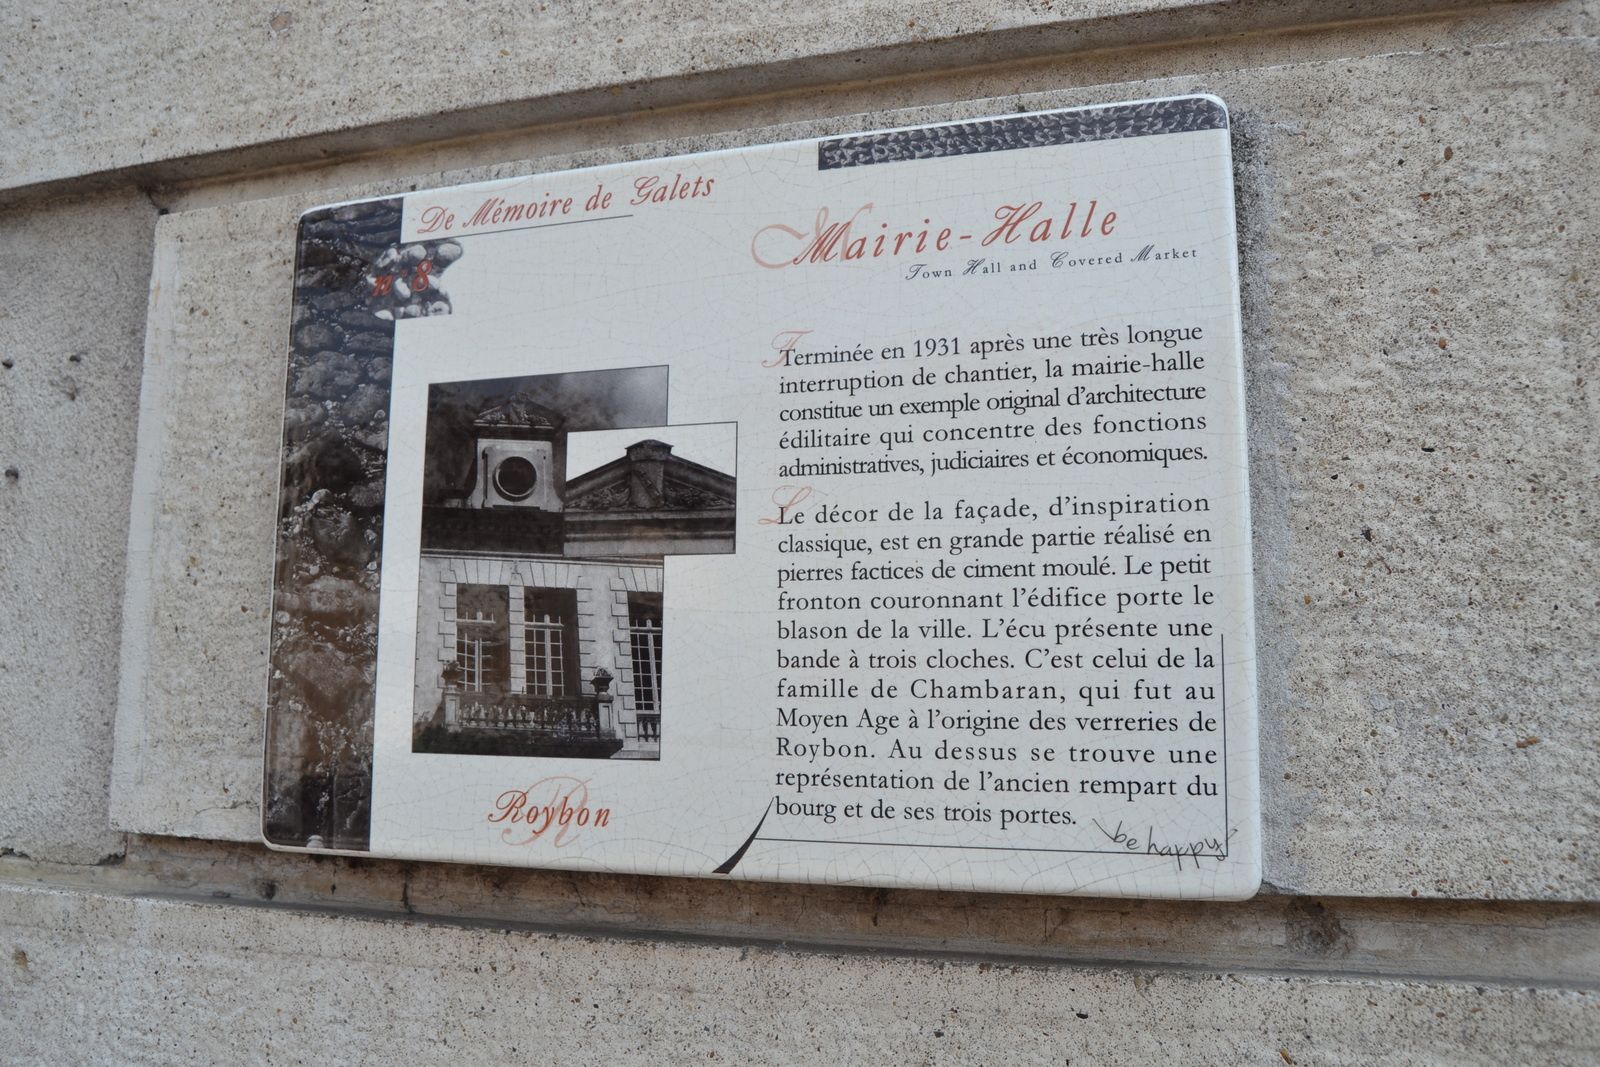 De Mémoire de Galets
n°8
Mairie-Halle
Town Hall and Covered Market
Terminée en 1931 après une très longue
interruption de chantier, la mairie-halle
constitue un exemple original d'architecture
édilitaire qui concentre des fonctions
administratives, judiciaires et économiques.
Le décor de la façade, d'inspiration
classique, est en grande partie réalisé en
pierres factices de ciment moulé. Le petit
fronton couronnant l'édifice porte le
blason de la ville. L'écu présente une
bande à trois cloches. C'est celui de la
famille de Chambaran, qui fut au
Moyen Age à l'origine des verreries de
Roybon. Au dessus se trouve une
représentation de l'ancien rempart du
bourg et de ses trois portes.
Roybon
be happy